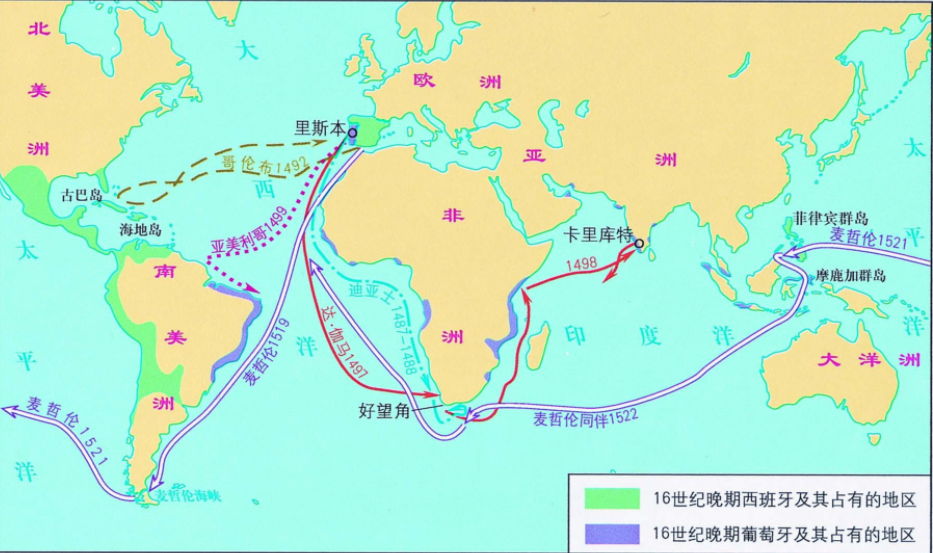 北美洲
大西洋
欧洲
亚洲
太平洋
里斯本
哥伦布1492
古巴岛
海地岛
亚美利哥1499
南美洲
非洲
卡里库特
1498
菲律宾群岛
麦哲伦1521
摩鹿加群岛
太平洋
迪亚士1487-1488
达·伽马1497
麦哲伦1519
印度洋
大洋洲
好望角
麦哲伦同伴1522
麦哲伦1521
麦哲伦海峡
16世纪晚期西班牙及其占有的地区
16世纪晚期葡萄牙及其占有的地区